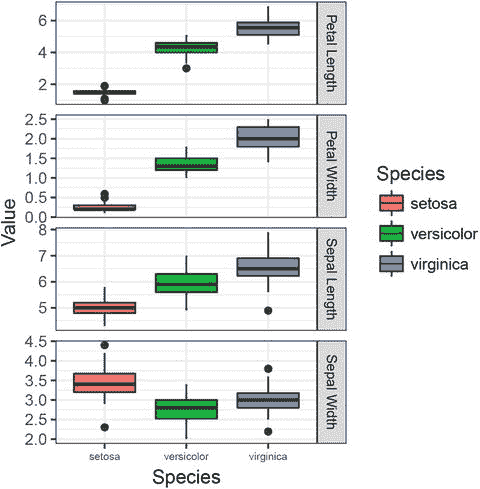 Value
6
4
2
Petal Length
2.5
2.0
1.5
1.0
0.5
0.0
Petal Width
8
7
6
5
Sepal Length
4.5
4.0
3.5
3.0
2.5
2.0
Sepal Width
setosa versicolor virginica
Species
Species
setosa
versicolor
virginica